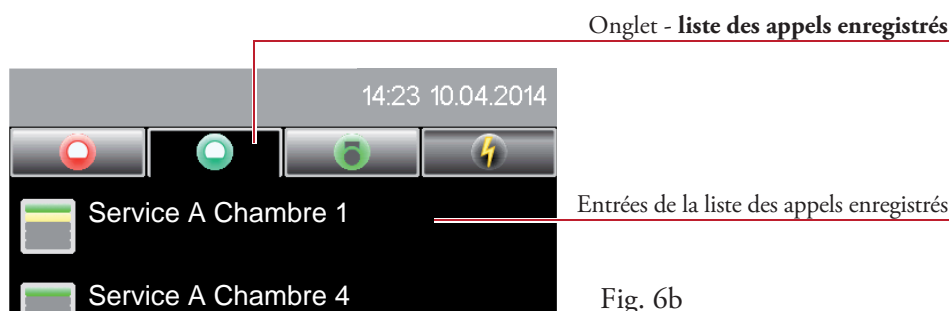 Onglet - liste des appels enregistrés
14:23 10.04.2014
Service A Chambre 1
Entrées de la liste des appels enregistrés
Service A Chambre 4
Fig. 6b